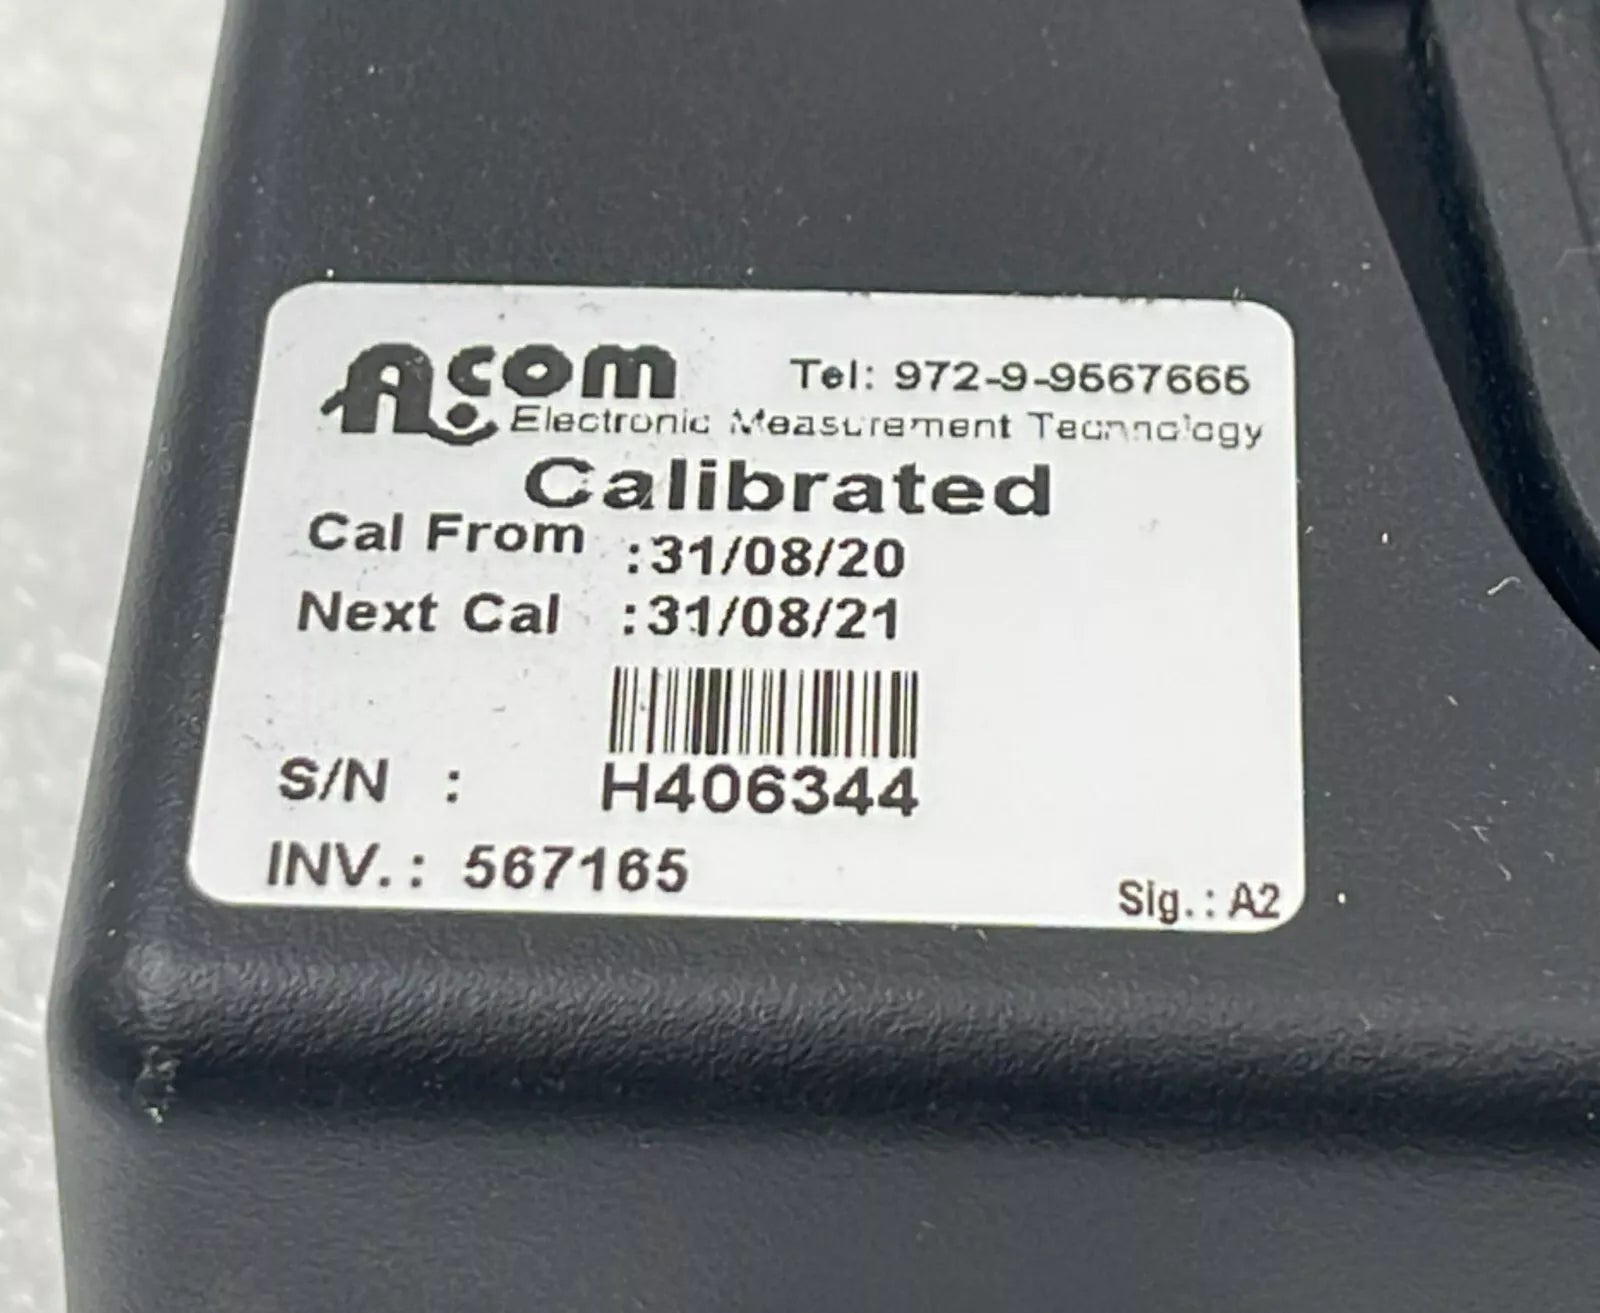 Acom Tel: 972-9-9567665
Electronic Measurement Technology
Calibrated
Cal From :31/08/20
Next Cal :31/08/21
S/N : H406344
INV.: 567165
Sig.: A2